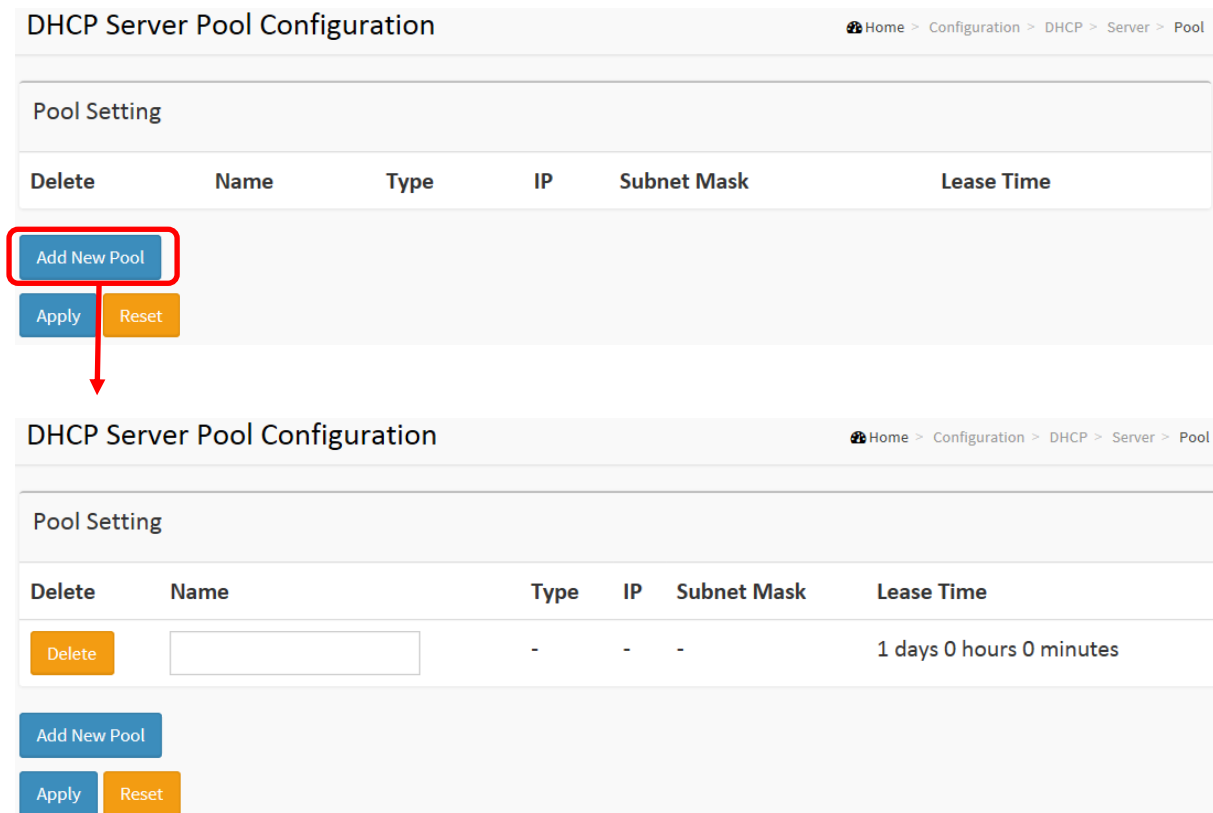 DHCP Server Pool Configuration
Home > Configuration > DHCP > Server > Pool
Pool Setting
Delete Name Type IP Subnet Mask Lease Time
Add New Pool
Apply Reset
DHCP Server Pool Configuration
Home > Configuration > DHCP > Server > Pool
Pool Setting
Delete Name Type IP Subnet Mask Lease Time
Delete - - - 1 days 0 hours 0 minutes
Add New Pool
Apply Reset